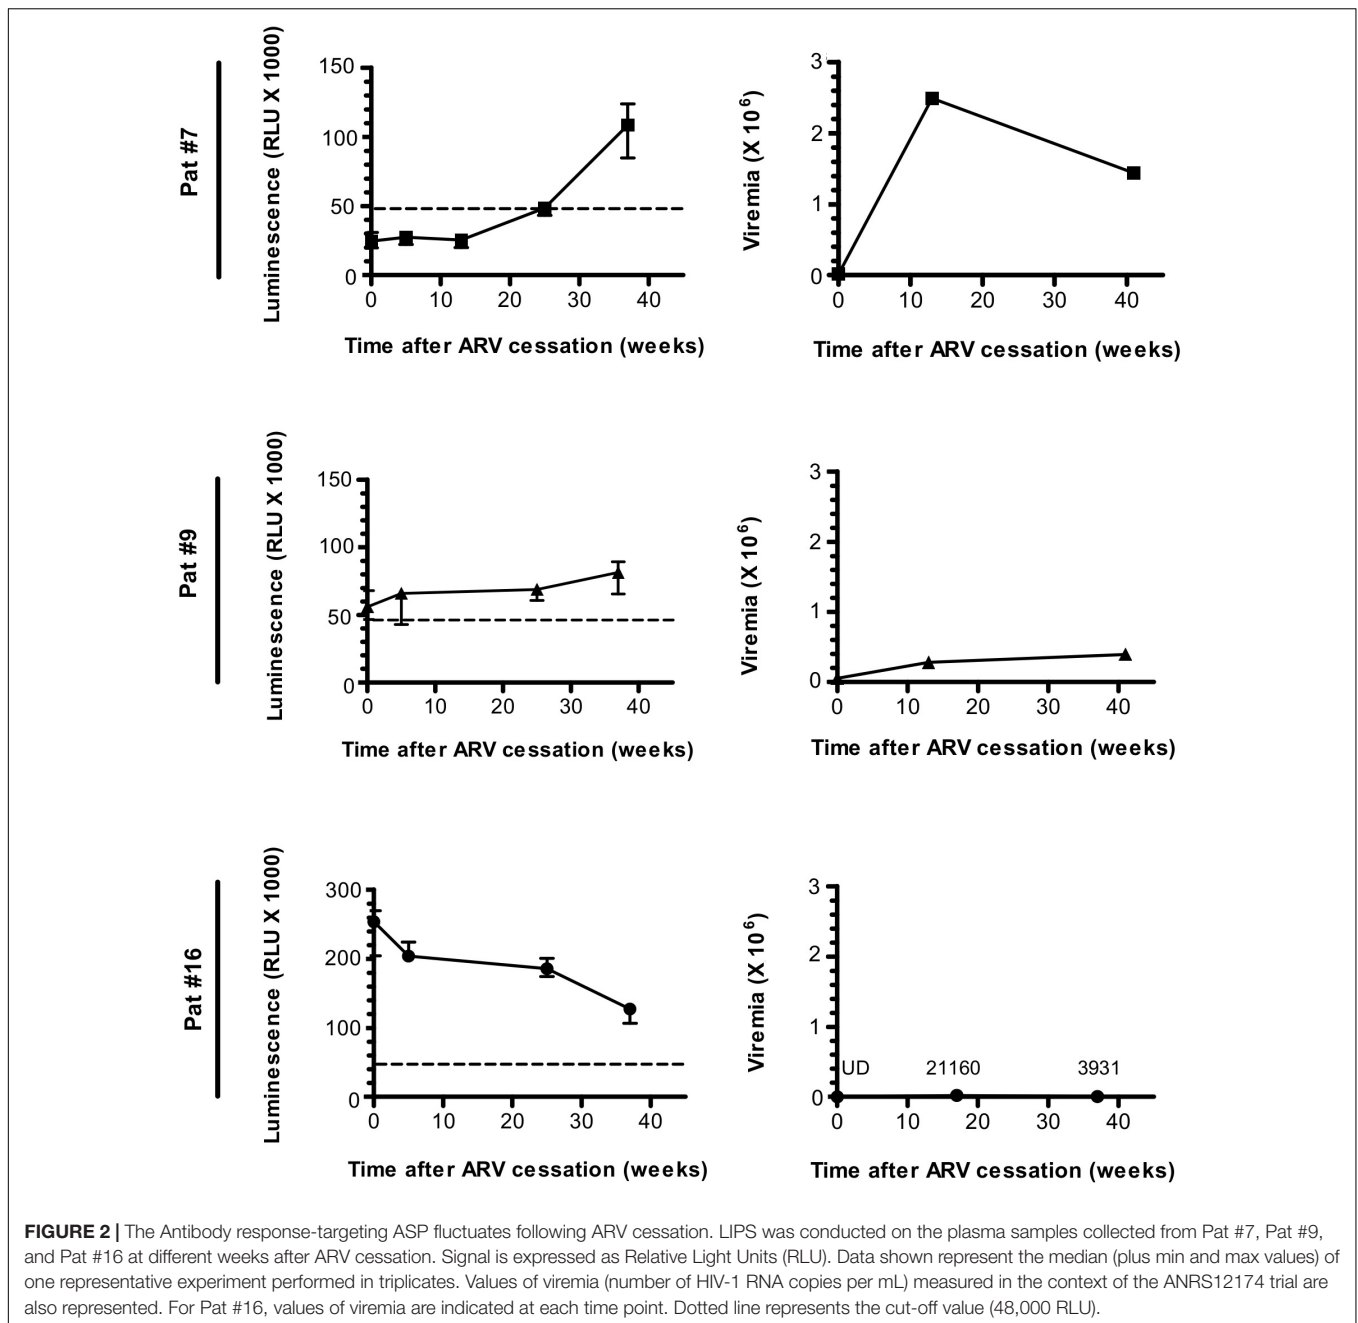 Pat #7
Luminescence (RLU X 1000)
150
100
50
0
0 10 20 30 40
Time after ARV cessation (weeks)
Viremia (X 10⁶)
3
2
1
0
0 10 20 30 40
Time after ARV cessation (weeks)
Pat #9
Luminescence (RLU X 1000)
150
100
50
0
0 10 20 30 40
Time after ARV cessation (weeks)
Viremia (X 10⁶)
3
2
1
0
0 10 20 30 40
Time after ARV cessation (weeks)
Pat #16
Luminescence (RLU X 1000)
300
200
100
0
0 10 20 30 40
Time after ARV cessation (weeks)
Viremia (X 10⁶)
3
2
1
0
UD 21160 3931
0 10 20 30 40
Time after ARV cessation (weeks)
FIGURE 2 | The Antibody response-targeting ASP fluctuates following ARV cessation. LIPS was conducted on the plasma samples collected from Pat #7, Pat #9,
and Pat #16 at different weeks after ARV cessation. Signal is expressed as Relative Light Units (RLU). Data shown represent the median (plus min and max values) of
one representative experiment performed in triplicates. Values of viremia (number of HIV-1 RNA copies per mL) measured in the context of the ANRS12174 trial are
also represented. For Pat #16, values of viremia are indicated at each time point. Dotted line represents the cut-off value (48,000 RLU).